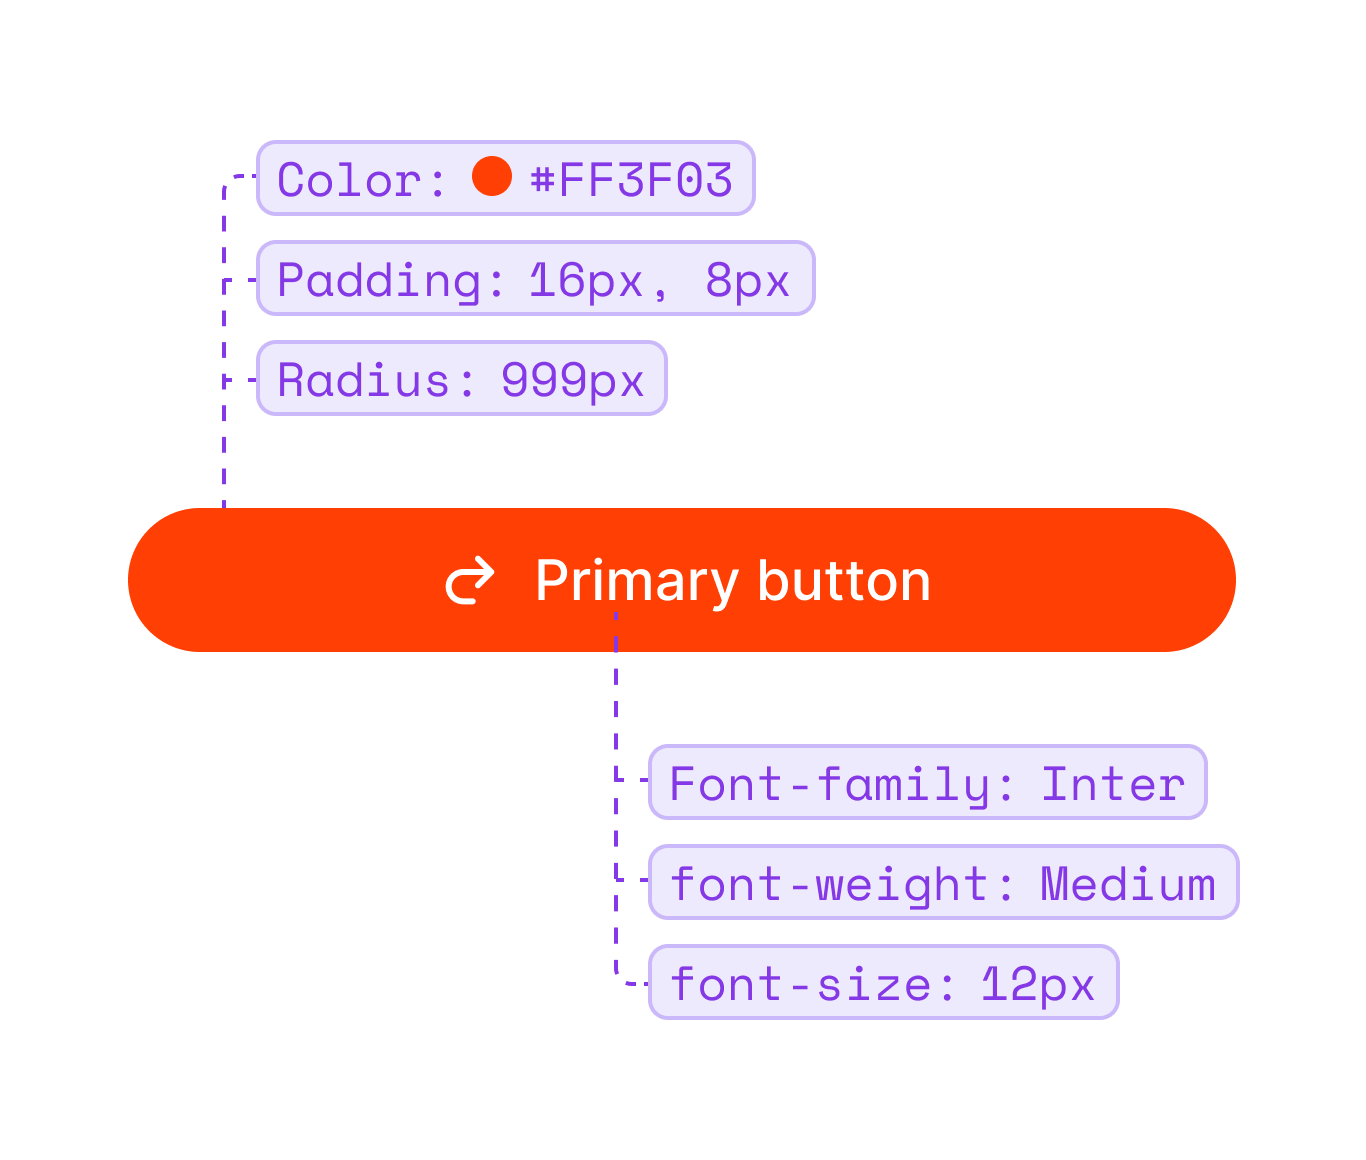 Color: #FF3F03
Padding: 16px, 8px
Radius: 999px
Primary button
Font-family: Inter
font-weight: Medium
font-size: 12px